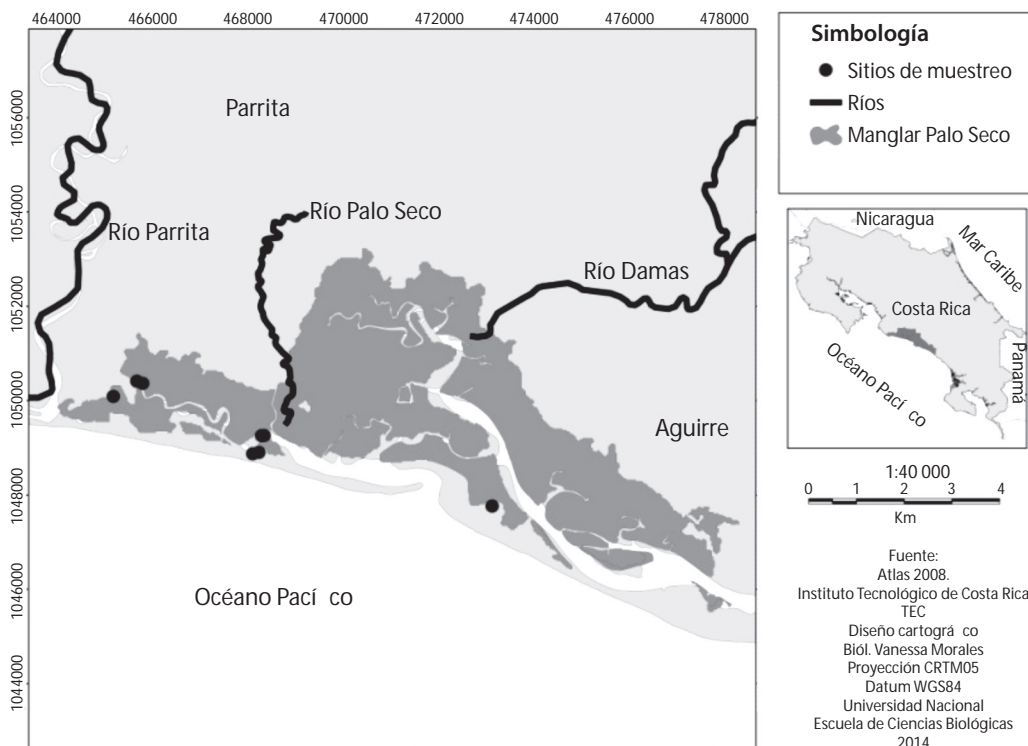 464000 466000 468000 470000 472000 474000 476000 478000
1056000
1054000
1052000
1050000
1048000
1046000
1044000
Parrita
Río Palo Seco
Río Parrita
Río Damas
Aguirre
Océano Pací co
Simbología
Sitios de muestreo
Ríos
Manglar Palo Seco
Nicaragua
Mar Caribe
Costa Rica
Panamá
Océano Pací co
1:40 000
0 1 2 3 4
Km
Fuente:
Atlas 2008.
Instituto Tecnológico de Costa Rica
TEC
Diseño cartográ co
Biól. Vanessa Morales
Proyección CRTM05
Datum WGS84
Universidad Nacional
Escuela de Ciencias Biológicas
2014